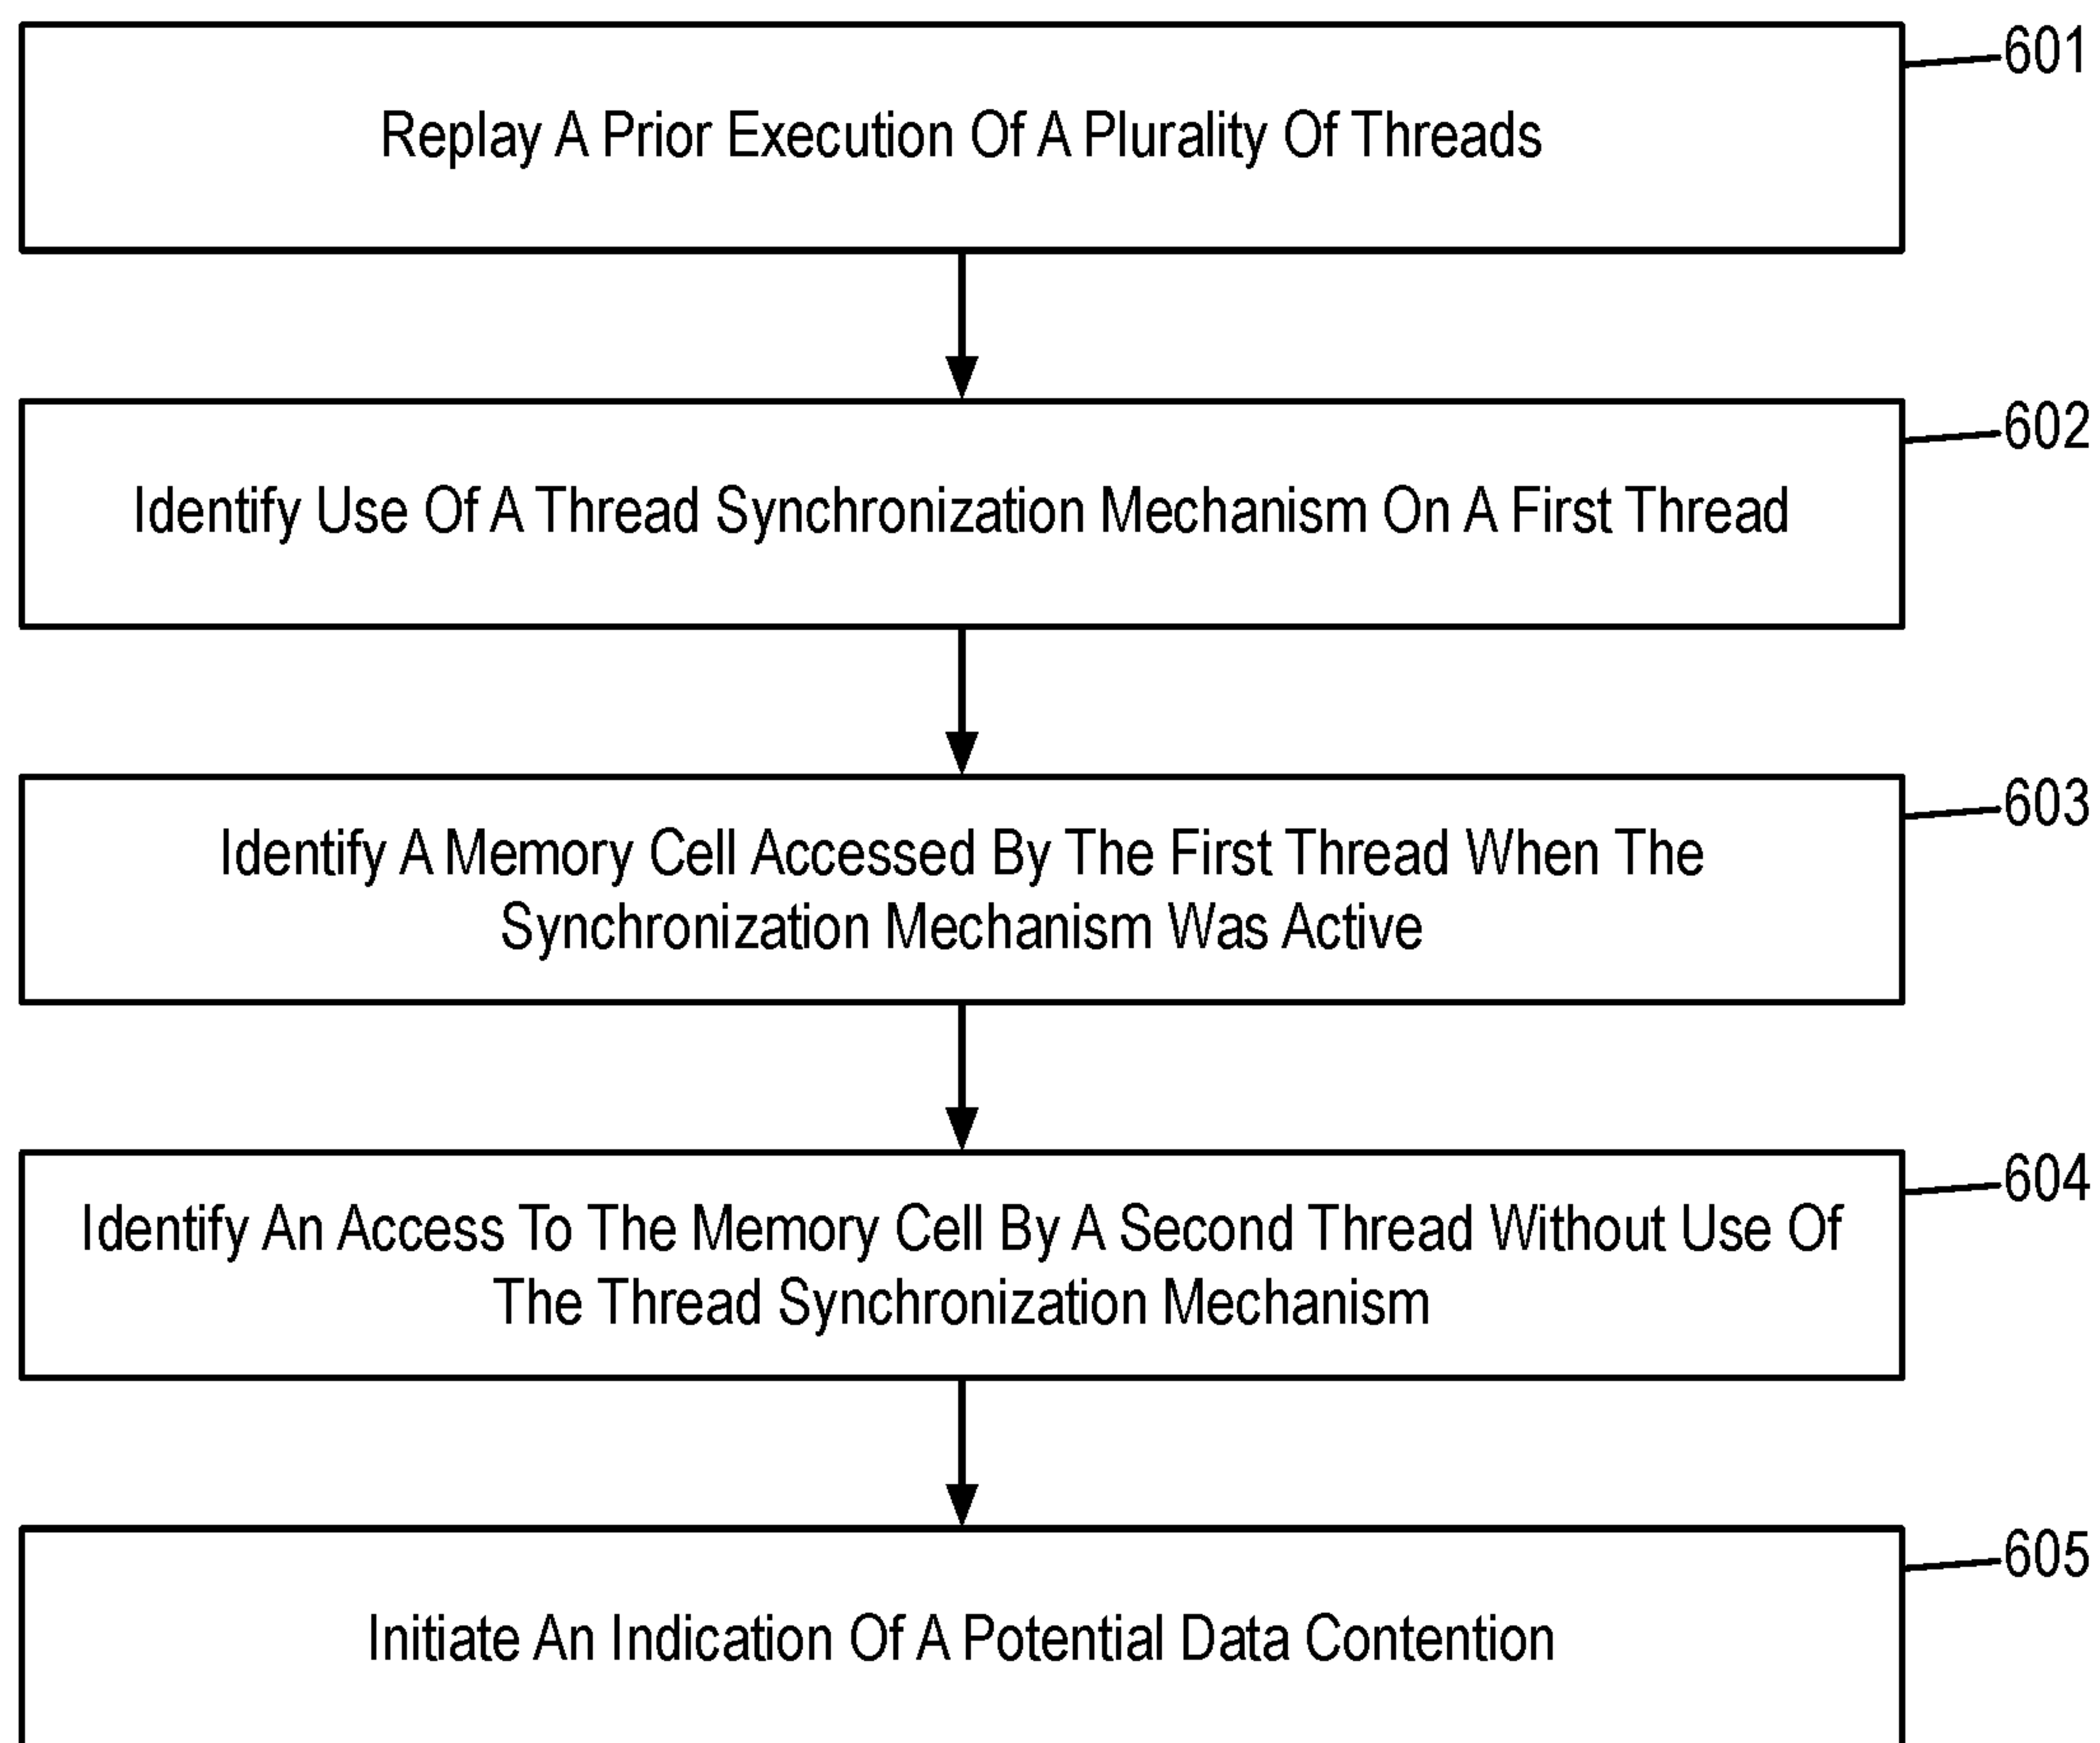 601
Replay A Prior Execution Of A Plurality Of Threads
602
Identify Use Of A Thread Synchronization Mechanism On A First Thread
603
Identify A Memory Cell Accessed By The First Thread When The
Synchronization Mechanism Was Active
604
Identify An Access To The Memory Cell By A Second Thread Without Use Of
The Thread Synchronization Mechanism
605
Initiate An Indication Of A Potential Data Contention